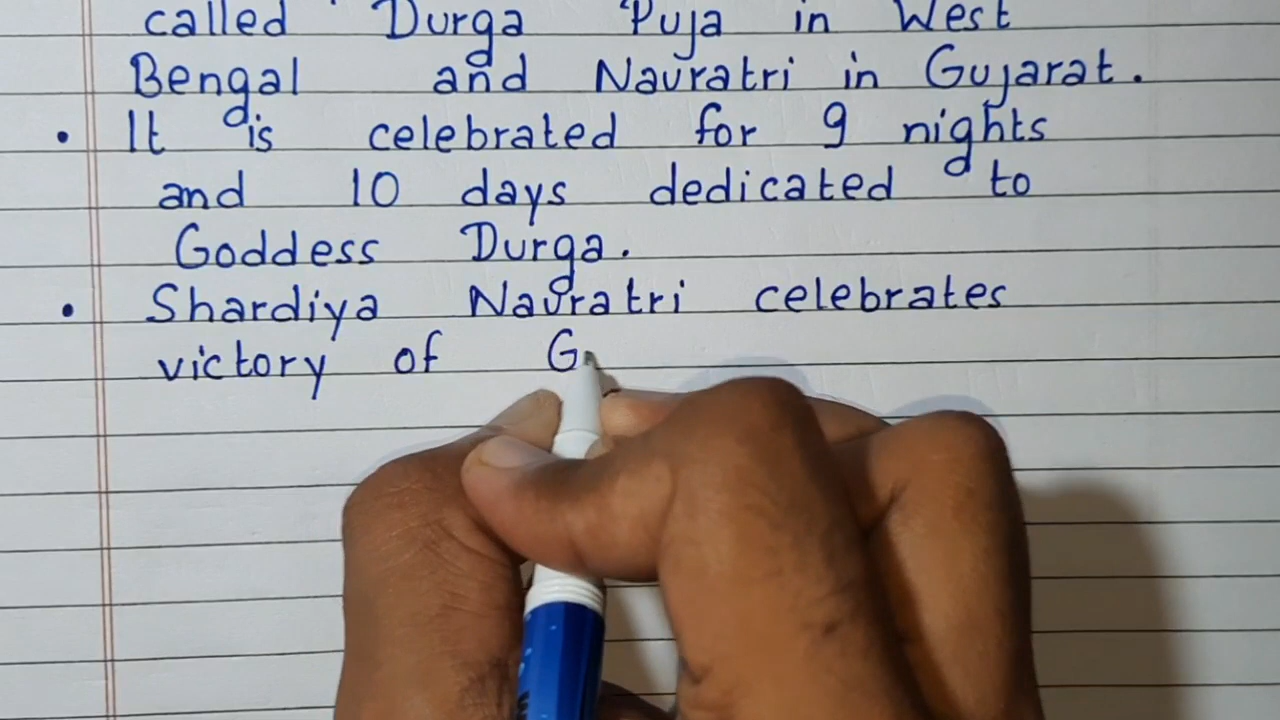 called Durga Puja in West
Bengal and Navratri in Gujarat.
• It is celebrated for 9 nights
and 10 days dedicated to
Goddess Durga.
• Shardiya Navratri celebrates
victory of G